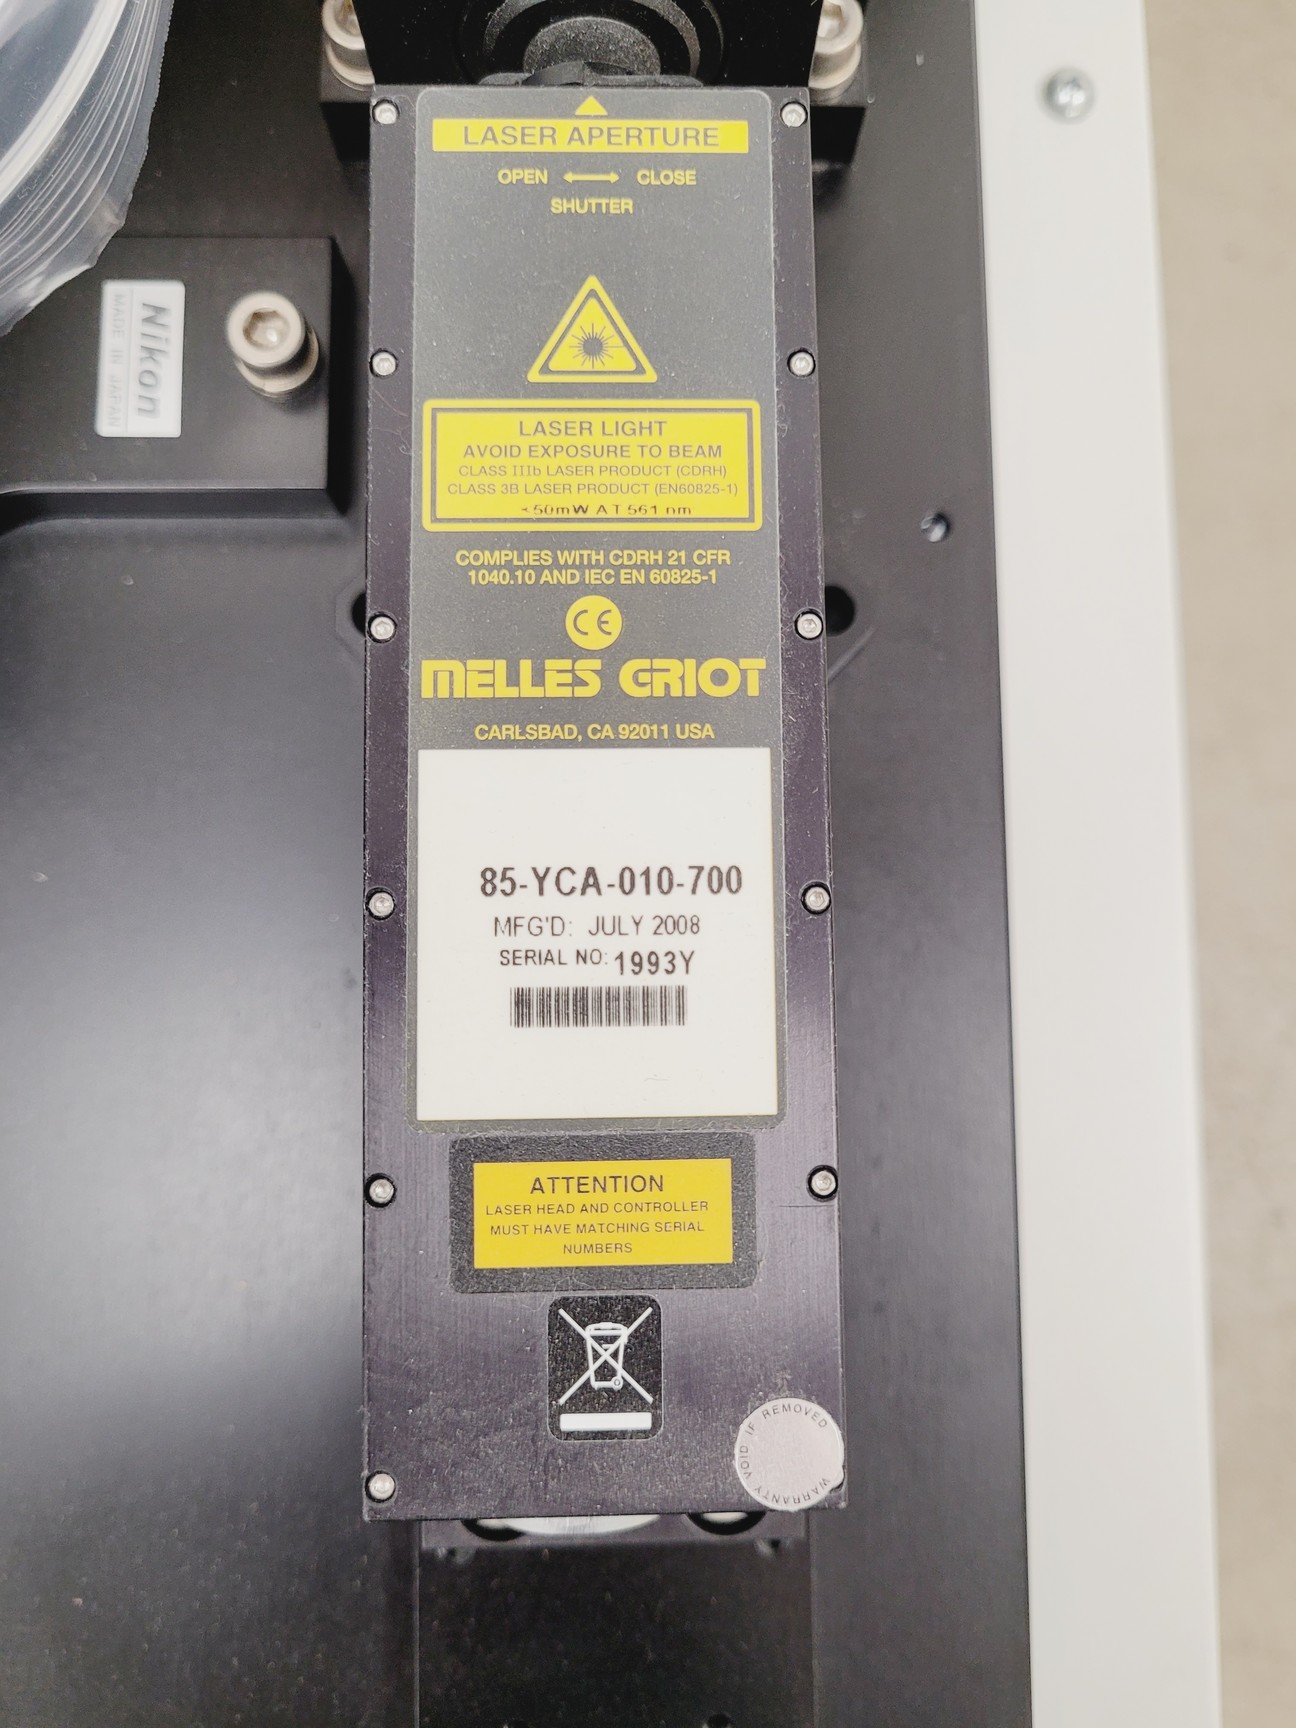 LASER APERTURE
OPEN ⟷ CLOSE
SHUTTER
Nikon
MADE IN JAPAN
LASER LIGHT
AVOID EXPOSURE TO BEAM
CLASS IIIb LASER PRODUCT (CDRH)
CLASS 3B LASER PRODUCT (EN60825-1)
<50mW AT 561 nm
COMPLIES WITH CDRH 21 CFR
1040.10 AND IEC EN 60825-1
CE
MELLES GRIOT
CARLSBAD, CA 92011 USA
85-YCA-010-700
MFG'D: JULY 2008
SERIAL NO: 1993Y
ATTENTION
LASER HEAD AND CONTROLLER
MUST HAVE MATCHING SERIAL
NUMBERS
WARRANTY VOID IF REMOVED